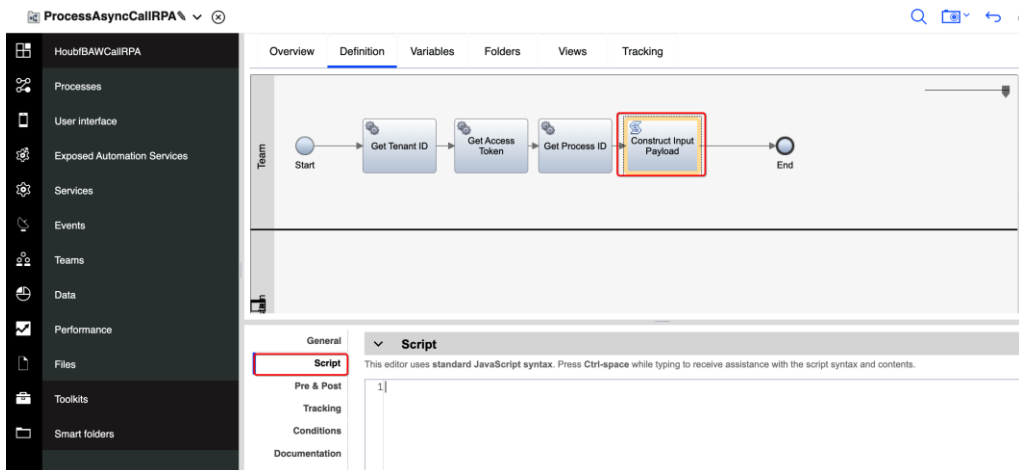 ProcessAsyncCallRPA
HoubfBAWCallRPA
Processes
User interface
Exposed Automation Services
Services
Events
Teams
Data
Performance
Files
Toolkits
Smart folders
Overview Definition Variables Folders Views Tracking
Team
Start
Get Tenant ID
Get Access
Token
Get Process ID
Construct Input
Payload
End
General
Script
Pre & Post
Tracking
Conditions
Documentation
Script
This editor uses standard JavaScript syntax. Press Ctrl-space while typing to receive assistance with the script syntax and contents.
1